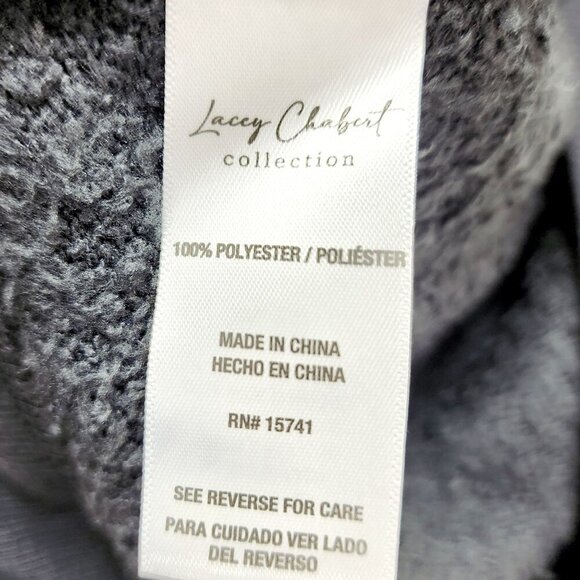 Lacey Chabert
collection
100% POLYESTER / POLIÉSTER
MADE IN CHINA
HECHO EN CHINA
RN# 15741
SEE REVERSE FOR CARE
PARA CUIDADO VER LADO
DEL REVERSO